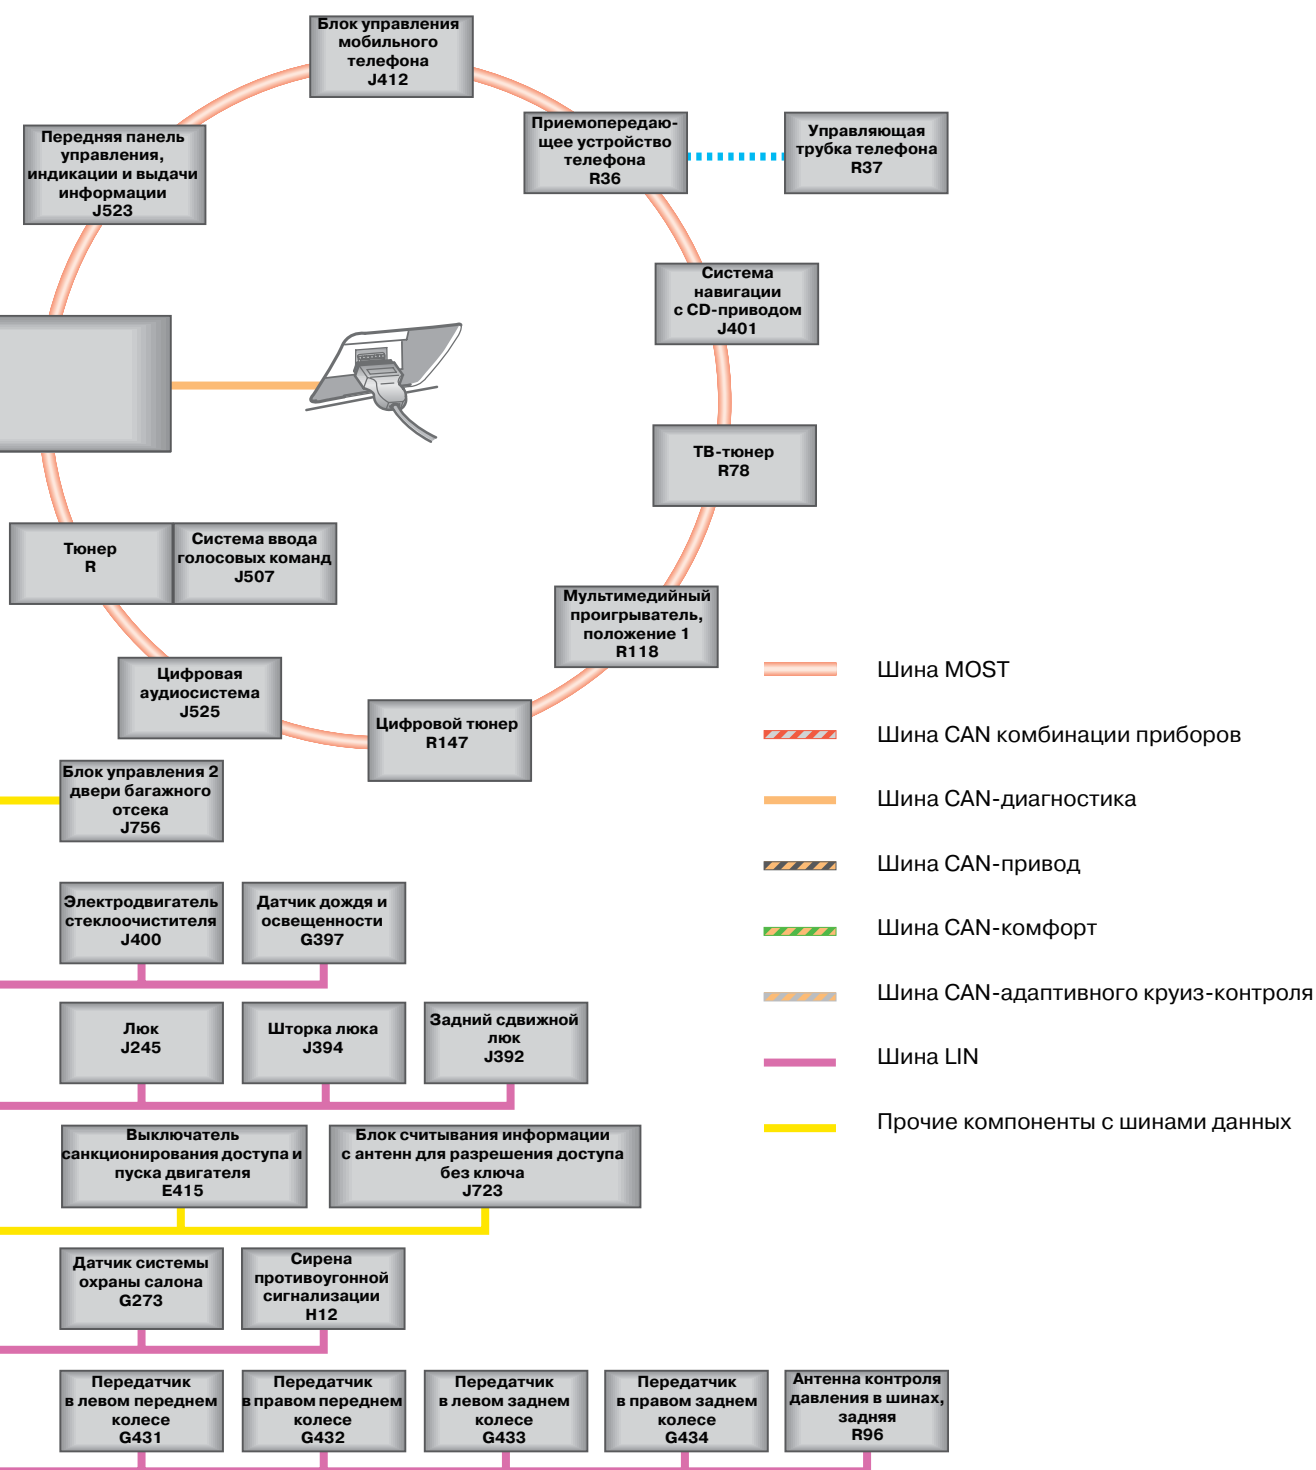 Блок управления
мобильного
телефона
J412
Передняя панель
управления,
индикации и выдачи
информации
J523
Приемопередаю-
щее устройство
телефона
R36
Управляющая
трубка телефона
R37
Система
навигации
с CD-приводом
J401
ТВ-тюнер
R78
Тюнер
R
Система ввода
голосовых команд
J507
Мультимедийный
проигрыватель,
положение 1
R118
Цифровая
аудиосистема
J525
Цифровой тюнер
R147
Шина MOST
Шина CAN комбинации приборов
Шина CAN-диагностика
Шина CAN-привод
Шина CAN-комфорт
Шина CAN-адаптивного круиз-контроля
Шина LIN
Прочие компоненты с шинами данных
Блок управления 2
двери багажного
отсека
J756
Электродвигатель
стеклоочистителя
J400
Датчик дождя и
освещенности
G397
Люк
J245
Шторка люка
J394
Задний сдвижной
люк
J392
Выключатель
санкционирования доступа и
пуска двигателя
E415
Блок считывания информации
с антенн для разрешения доступа
без ключа
J723
Датчик системы
охраны салона
G273
Сирена
противоугонной
сигнализации
H12
Передатчик
в левом переднем
колесе
G431
Передатчик
в правом переднем
колесе
G432
Передатчик
в левом заднем
колесе
G433
Передатчик
в правом заднем
колесе
G434
Антенна контроля
давления в шинах,
задняя
R96